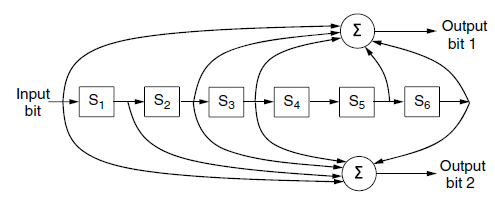 Σ
Output
bit 1
Input
bit
S1
S2
S3
S4
S5
S6
Σ
Output
bit 2